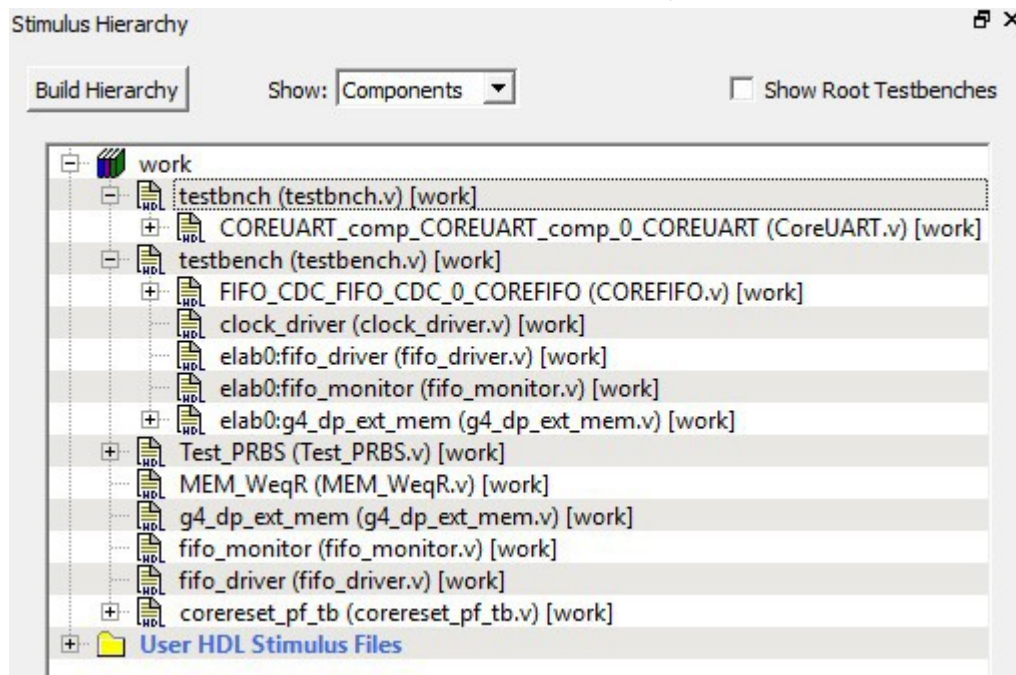 Stimulus Hierarchy
Build Hierarchy Show: Components Show Root Testbenches
work
testbnch (testbnch.v) [work]
COREUART_comp_COREUART_comp_0_COREUART (CoreUART.v) [work]
testbench (testbench.v) [work]
FIFO_CDC_FIFO_CDC_0_COREFIFO (COREFIFO.v) [work]
clock_driver (clock_driver.v) [work]
elab0:fifo_driver (fifo_driver.v) [work]
elab0:fifo_monitor (fifo_monitor.v) [work]
elab0:g4_dp_ext_mem (g4_dp_ext_mem.v) [work]
Test_PRBS (Test_PRBS.v) [work]
MEM_WeqR (MEM_WeqR.v) [work]
g4_dp_ext_mem (g4_dp_ext_mem.v) [work]
fifo_monitor (fifo_monitor.v) [work]
fifo_driver (fifo_driver.v) [work]
corereset_pf_tb (corereset_pf_tb.v) [work]
User HDL Stimulus Files